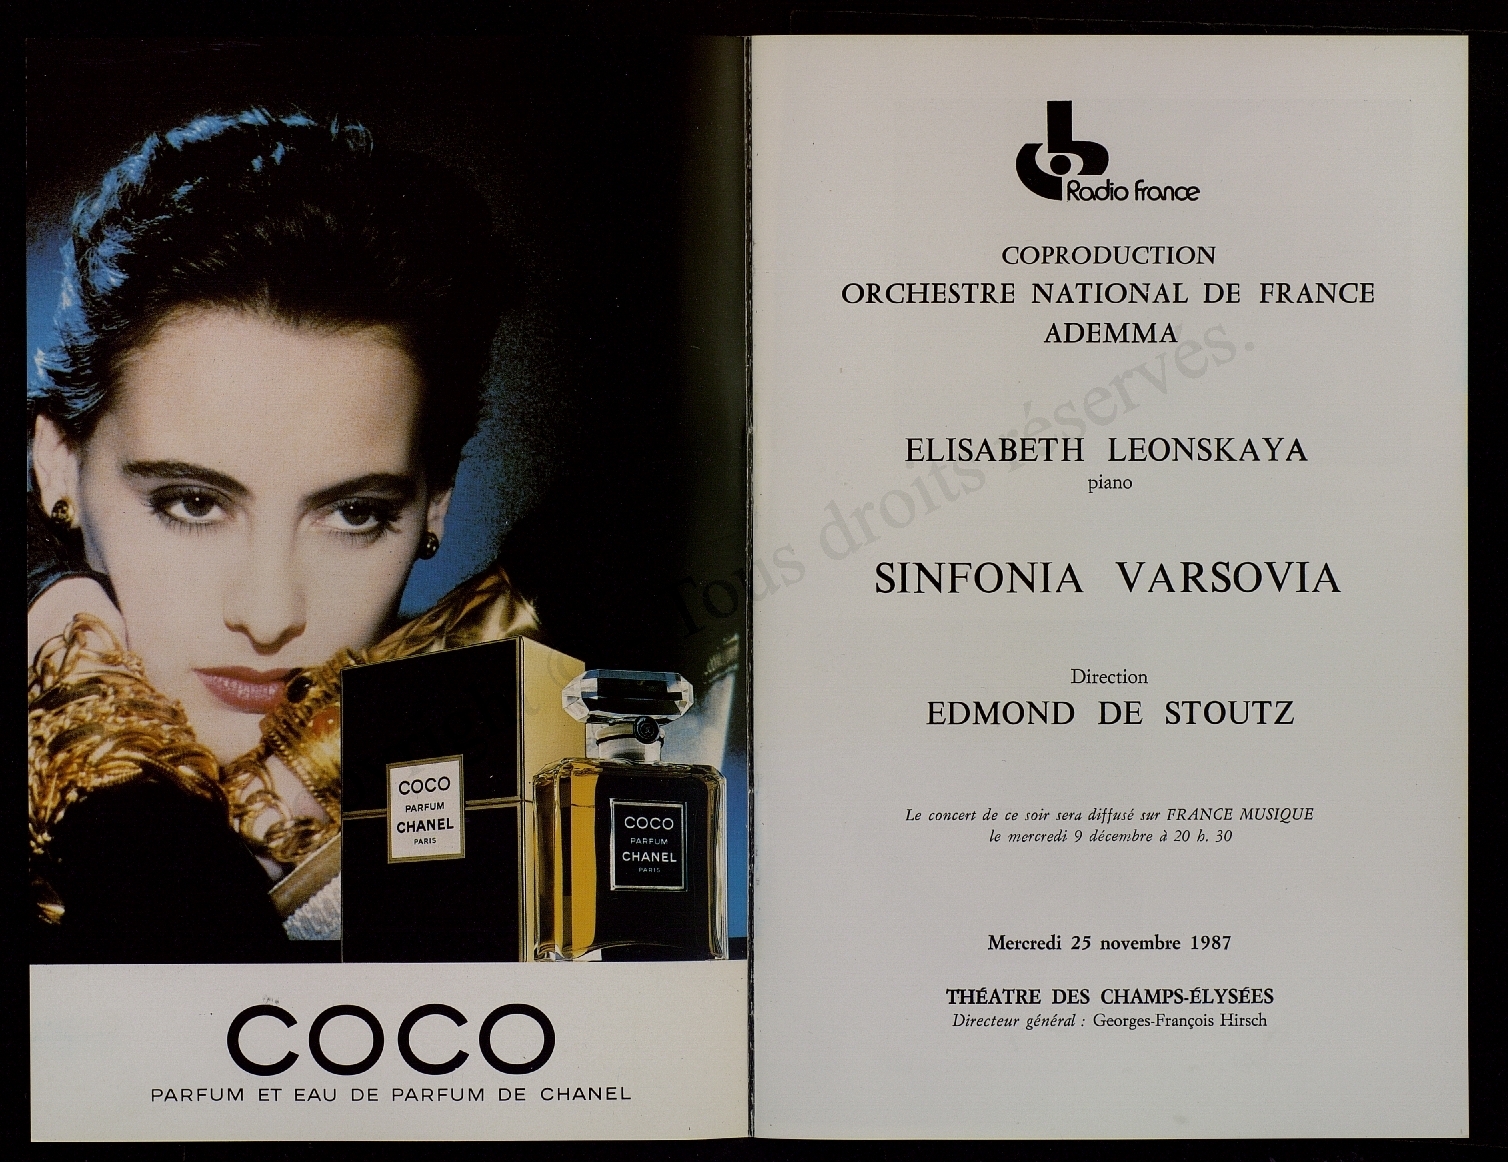 COCO
PARFUM
CHANEL
PARIS
COCO
PARFUM
CHANEL
PARIS
COCO
PARFUM ET EAU DE PARFUM DE CHANEL
Radio France
COPRODUCTION
ORCHESTRE NATIONAL DE FRANCE
ADEMMA
ELISABETH LEONSKAYA
piano
SINFONIA VARSOVIA
Direction
EDMOND DE STOUTZ
Le concert de ce soir sera diffusé sur FRANCE MUSIQUE
le mercredi 9 décembre à 20 h. 30
Mercredi 25 novembre 1987
THÉATRE DES CHAMPS-ÉLYSÉES
Directeur général : Georges-François Hirsch
Tous droits réservés.